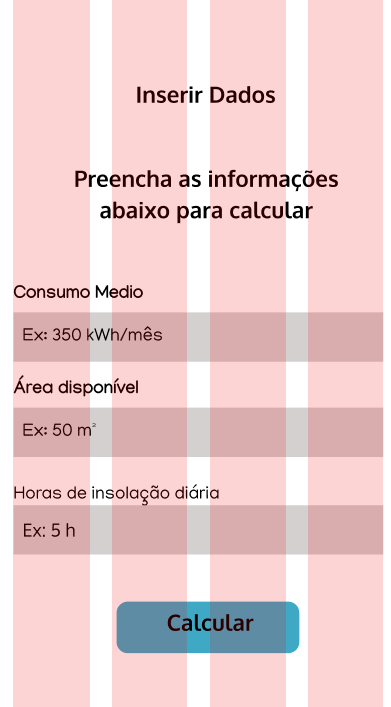 Inserir Dados
Preencha as informações
abaixo para calcular
Consumo Medio
Ex: 350 kWh/mês
Área disponível
Ex: 50 m²
Horas de insolação diária
Ex: 5 h
Calcular